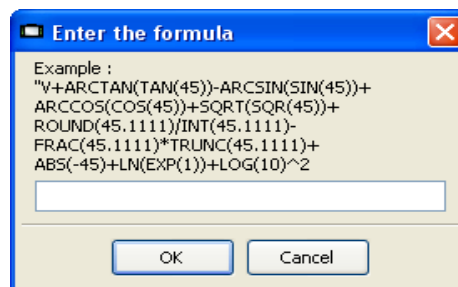 Enter the formula
Example :
"V+ARCTAN(TAN(45))-ARCSIN(SIN(45))+
ARCCOS(COS(45))+SQRT(SQR(45))+
ROUND(45.1111)/INT(45.1111)-
FRAC(45.1111)*TRUNC(45.1111)+
ABS(-45)+LN(EXP(1))+LOG(10)^2
OK Cancel